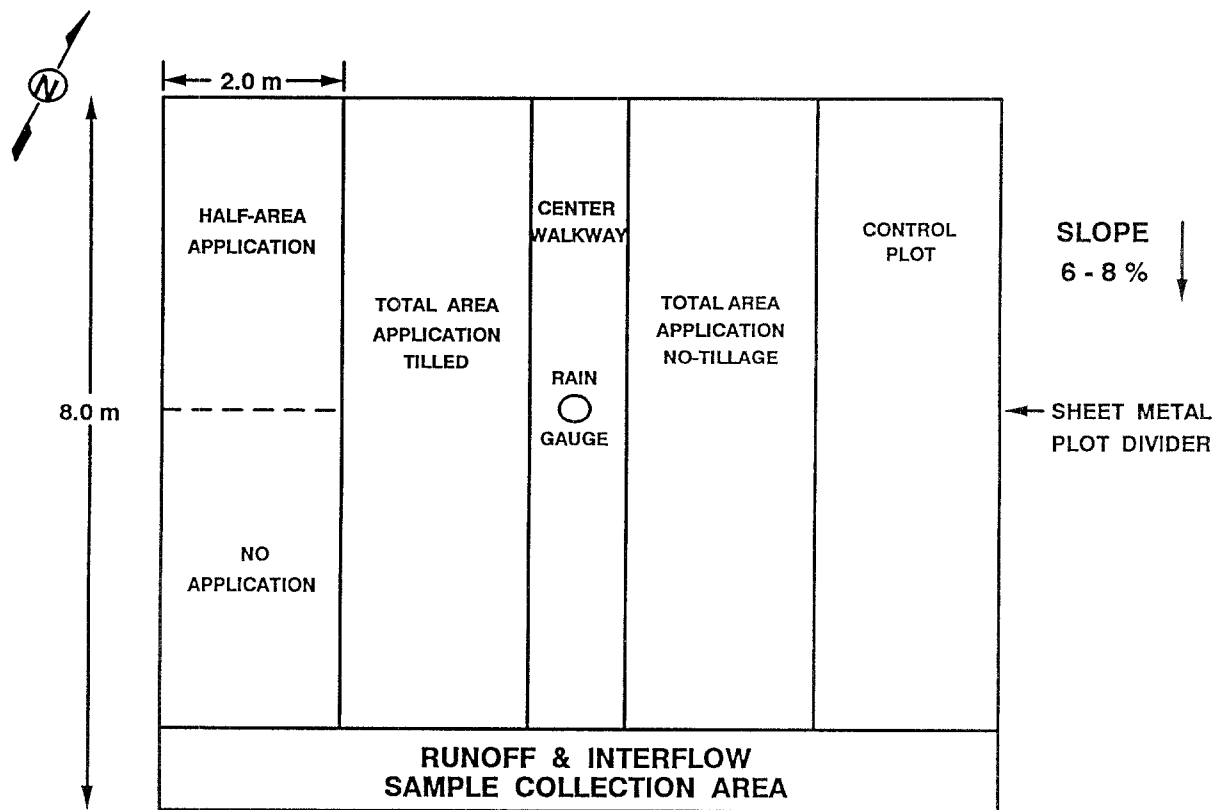 N
2.0 m
HALF-AREA
APPLICATION
CENTER
WALKWAY
CONTROL
PLOT
SLOPE
6 - 8 %
TOTAL AREA
APPLICATION
TILLED
TOTAL AREA
APPLICATION
NO-TILLAGE
RAIN
GAUGE
8.0 m
SHEET METAL
PLOT DIVIDER
NO
APPLICATION
RUNOFF & INTERFLOW
SAMPLE COLLECTION AREA